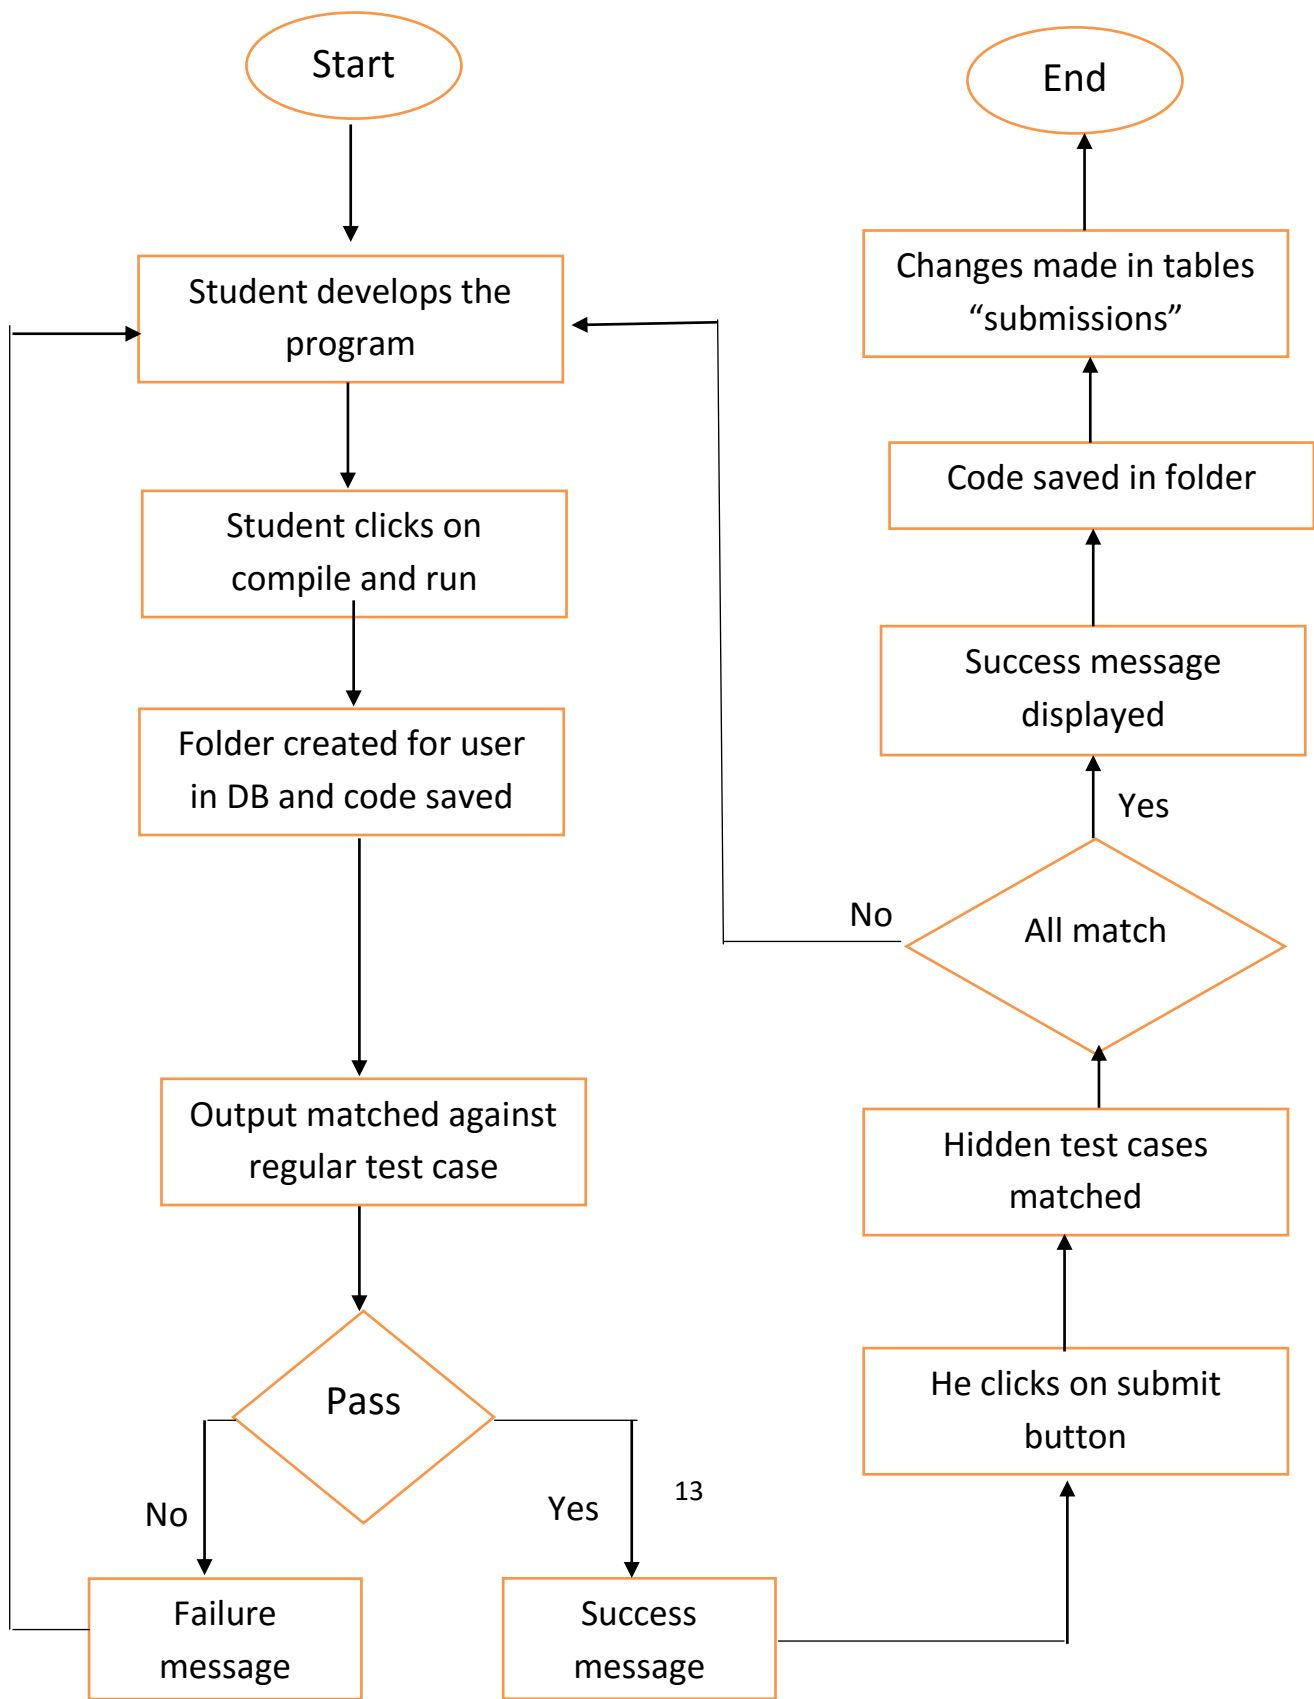 Start
Student develops the
program
Student clicks on
compile and run
Folder created for user
in DB and code saved
Output matched against
regular test case
Pass
No
Yes
13
Failure
message
Success
message
He clicks on submit
button
Hidden test cases
matched
All match
No
Yes
Success message
displayed
Code saved in folder
Changes made in tables
“submissions”
End